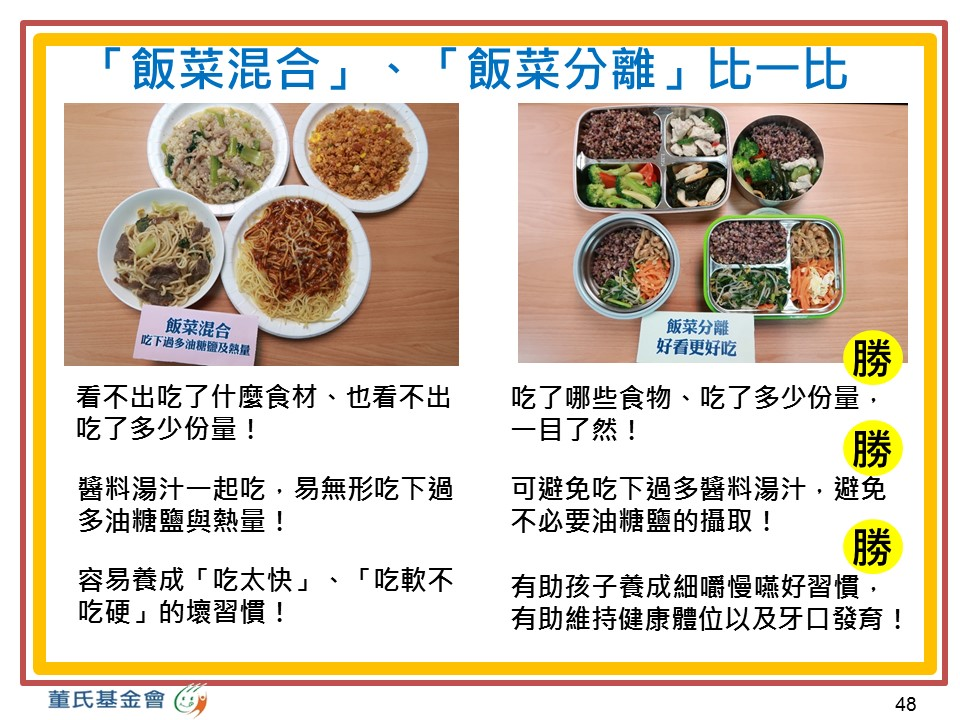 「飯菜混合」、「飯菜分離」比一比
飯菜混合
吃下過多油糖鹽及熱量
飯菜分離
好看更好吃
看不出吃了什麼食材、也看不出
吃了多少份量！
醬料湯汁一起吃，易無形吃下過
多油糖鹽與熱量！
容易養成「吃太快」、「吃軟不
吃硬」的壞習慣！
勝
吃了哪些食物、吃了多少份量，
一目了然！
勝
可避免吃下過多醬料湯汁，避免
不必要油糖鹽的攝取！
勝
有助孩子養成細嚼慢嚥好習慣，
有助維持健康體位以及牙口發育！
董氏基金會
48